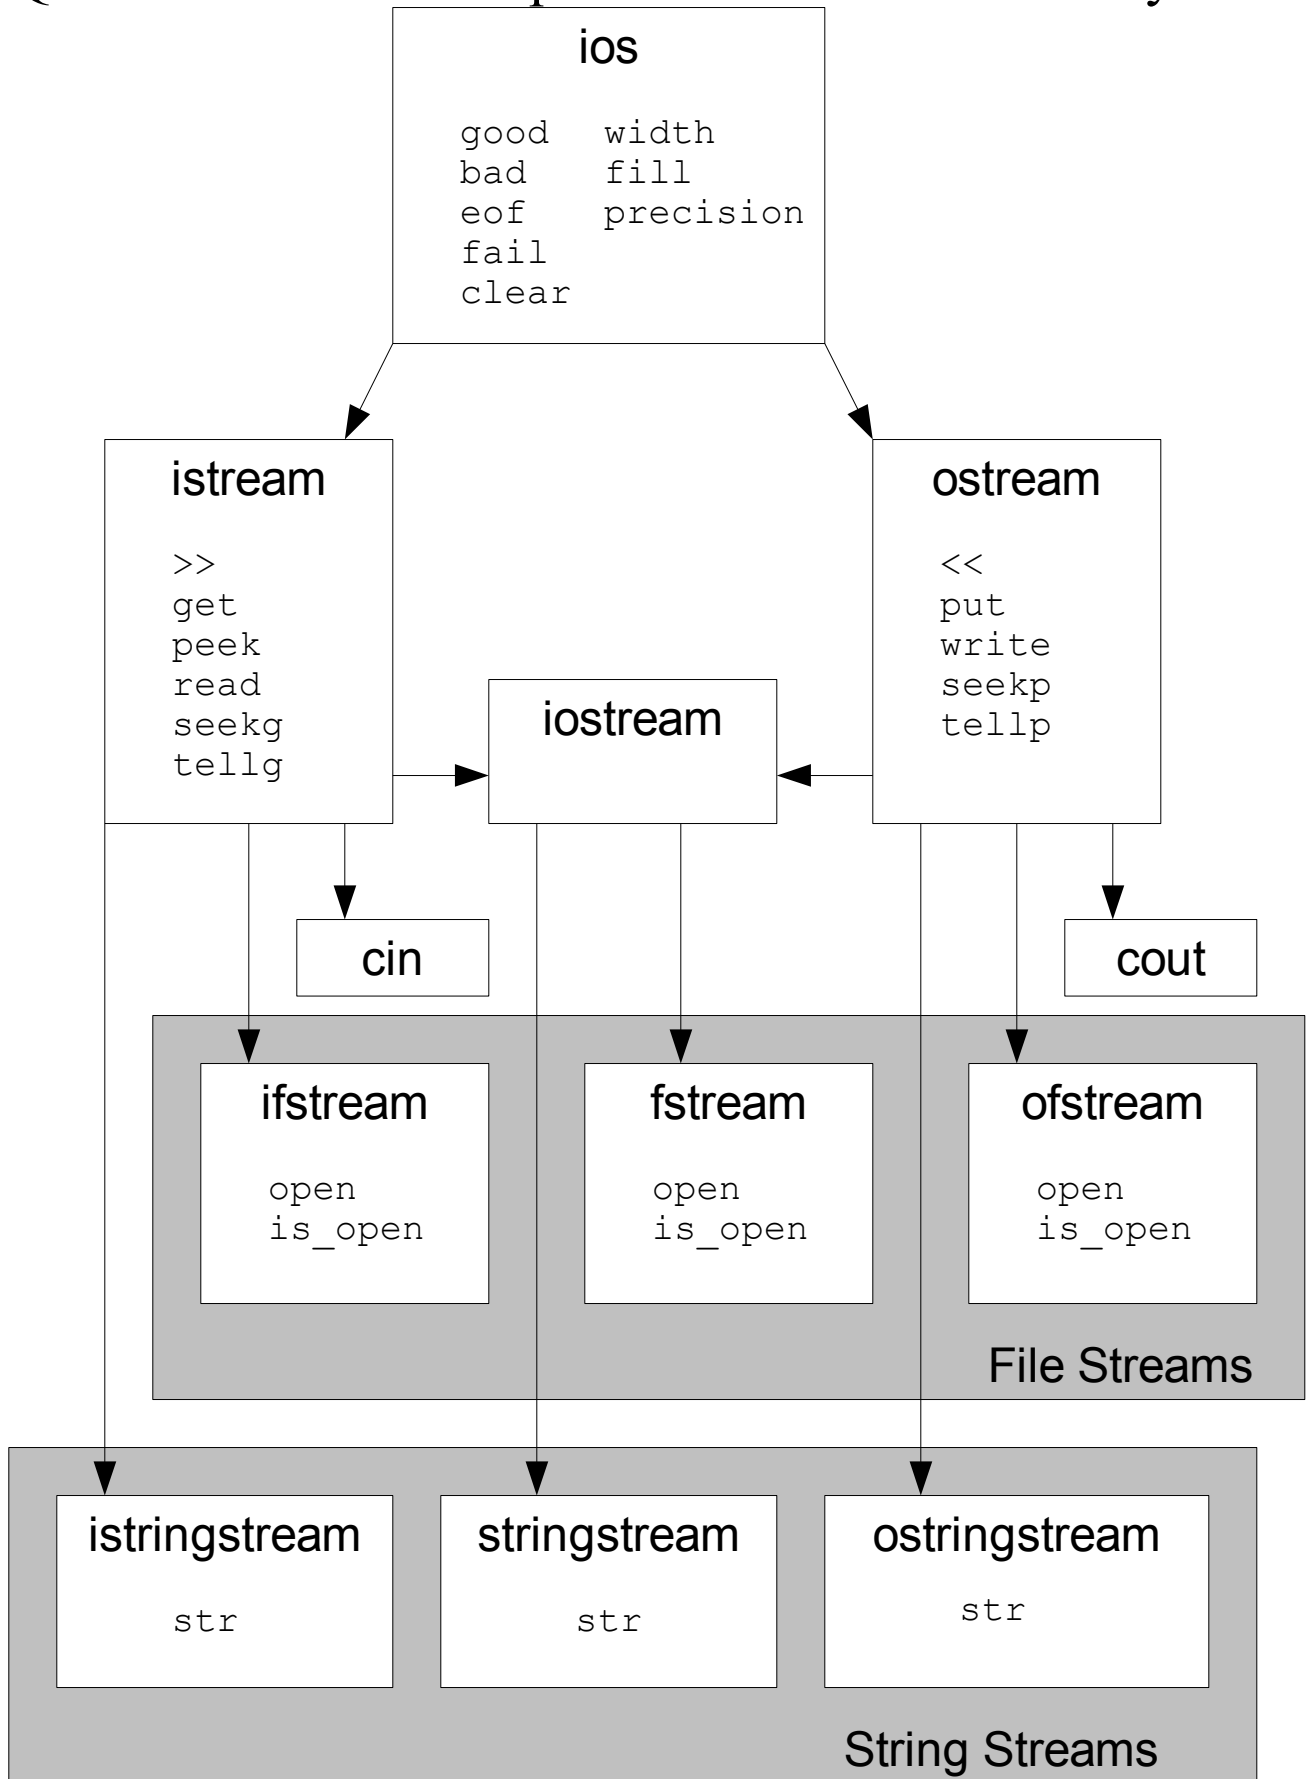 ios
good width
bad fill
eof precision
fail
clear
istream
>>
get
peek
read
seekg
tellg
ostream
<<
put
write
seekp
tellp
iostream
cin
cout
ifstream
open
is_open
fstream
open
is_open
ofstream
open
is_open
File Streams
istringstream
str
stringstream
str
ostringstream
str
String Streams